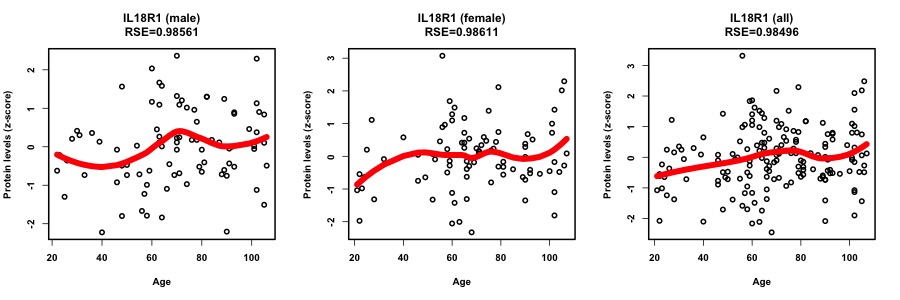 IL18R1 (male)
RSE=0.98561
Protein levels (z-score)
2
1
0
-1
-2
20 40 60 80 100
Age
IL18R1 (female)
RSE=0.98611
Protein levels (z-score)
3
2
1
0
-1
-2
20 40 60 80 100
Age
IL18R1 (all)
RSE=0.98496
Protein levels (z-score)
3
2
1
0
-1
-2
20 40 60 80 100
Age